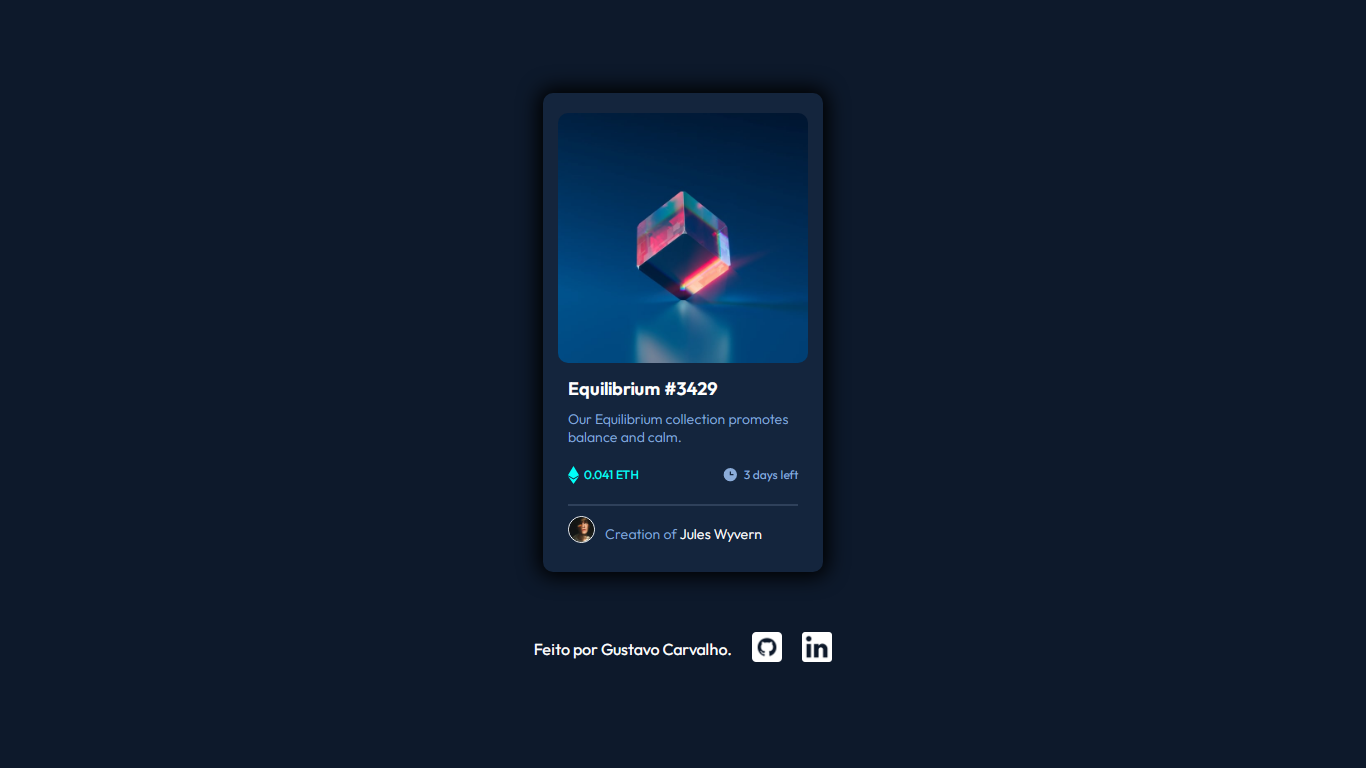 Equilibrium #3429
Our Equilibrium collection promotes
balance and calm.
0.041 ETH
3 days left
Creation of Jules Wyvern
Feito por Gustavo Carvalho.
in